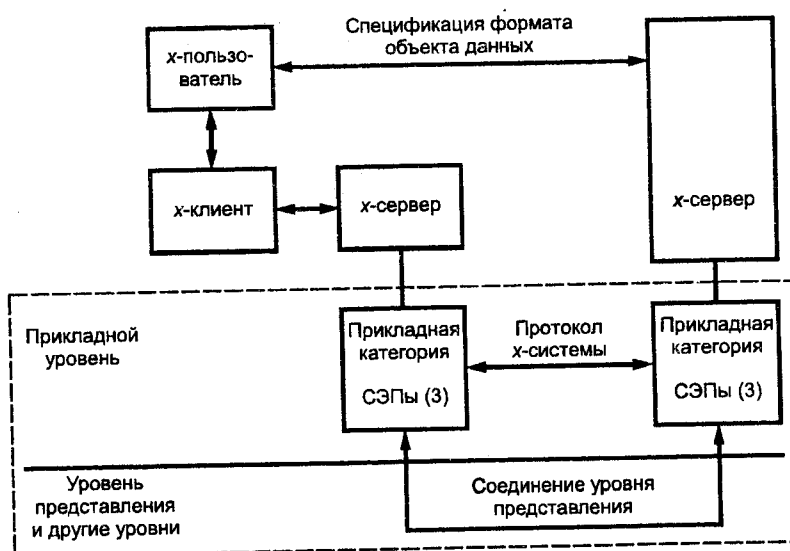 Спецификация формата
объекта данных
x-пользо-
ватель
x-клиент
x-сервер
x-сервер
Прикладной
уровень
Прикладная
категория
СЭПы (3)
Протокол
x-системы
Прикладная
категория
СЭПы (3)
Уровень
представления
и другие уровни
Соединение уровня
представления